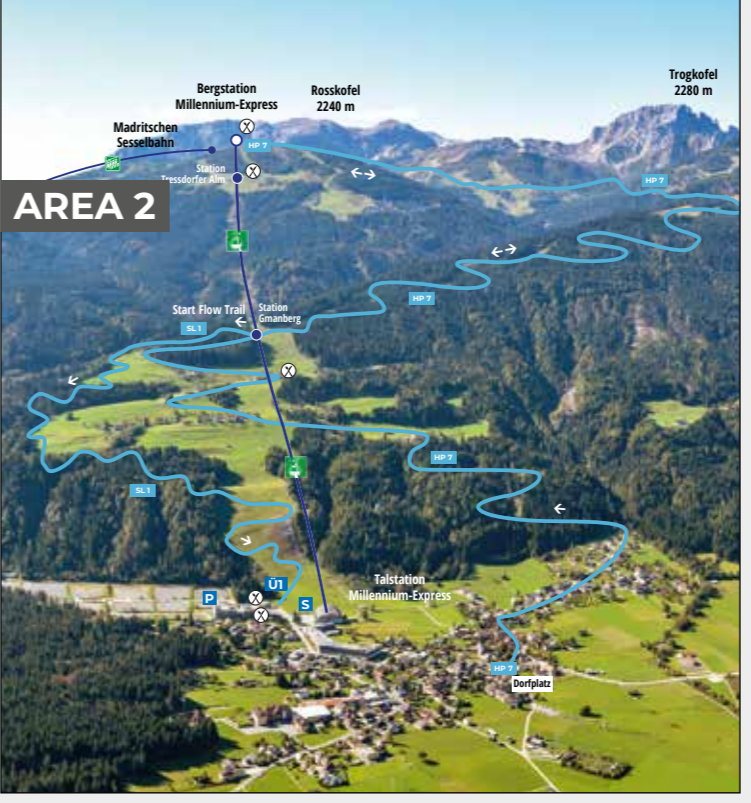 Trogkofel
2280 m
Bergstation
Millennium-Express
Rosskofel
2240 m
Madritschen
Sesselbahn
HP 7
Station
Tressdorfer Alm
HP 7
AREA 2
HP 7
Start Flow Trail
Station
Gmanberg
SL 1
HP 7
SL 1
Talstation
Millennium-Express
Ü1
P
S
HP 7
Dorfplatz